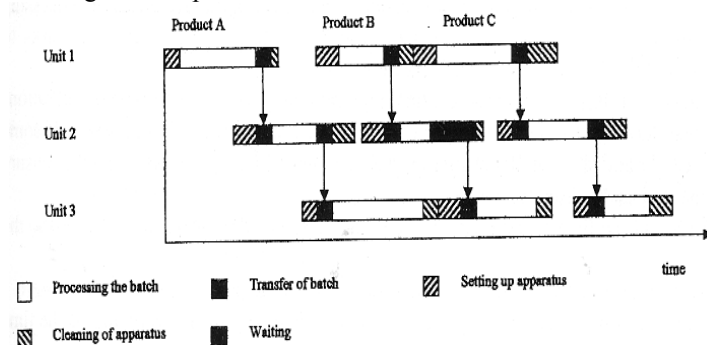 Product A Product B Product C
Unit 1
Unit 2
Unit 3
time
Processing the batch Transfer of batch Setting up apparatus
Cleaning of apparatus Waiting